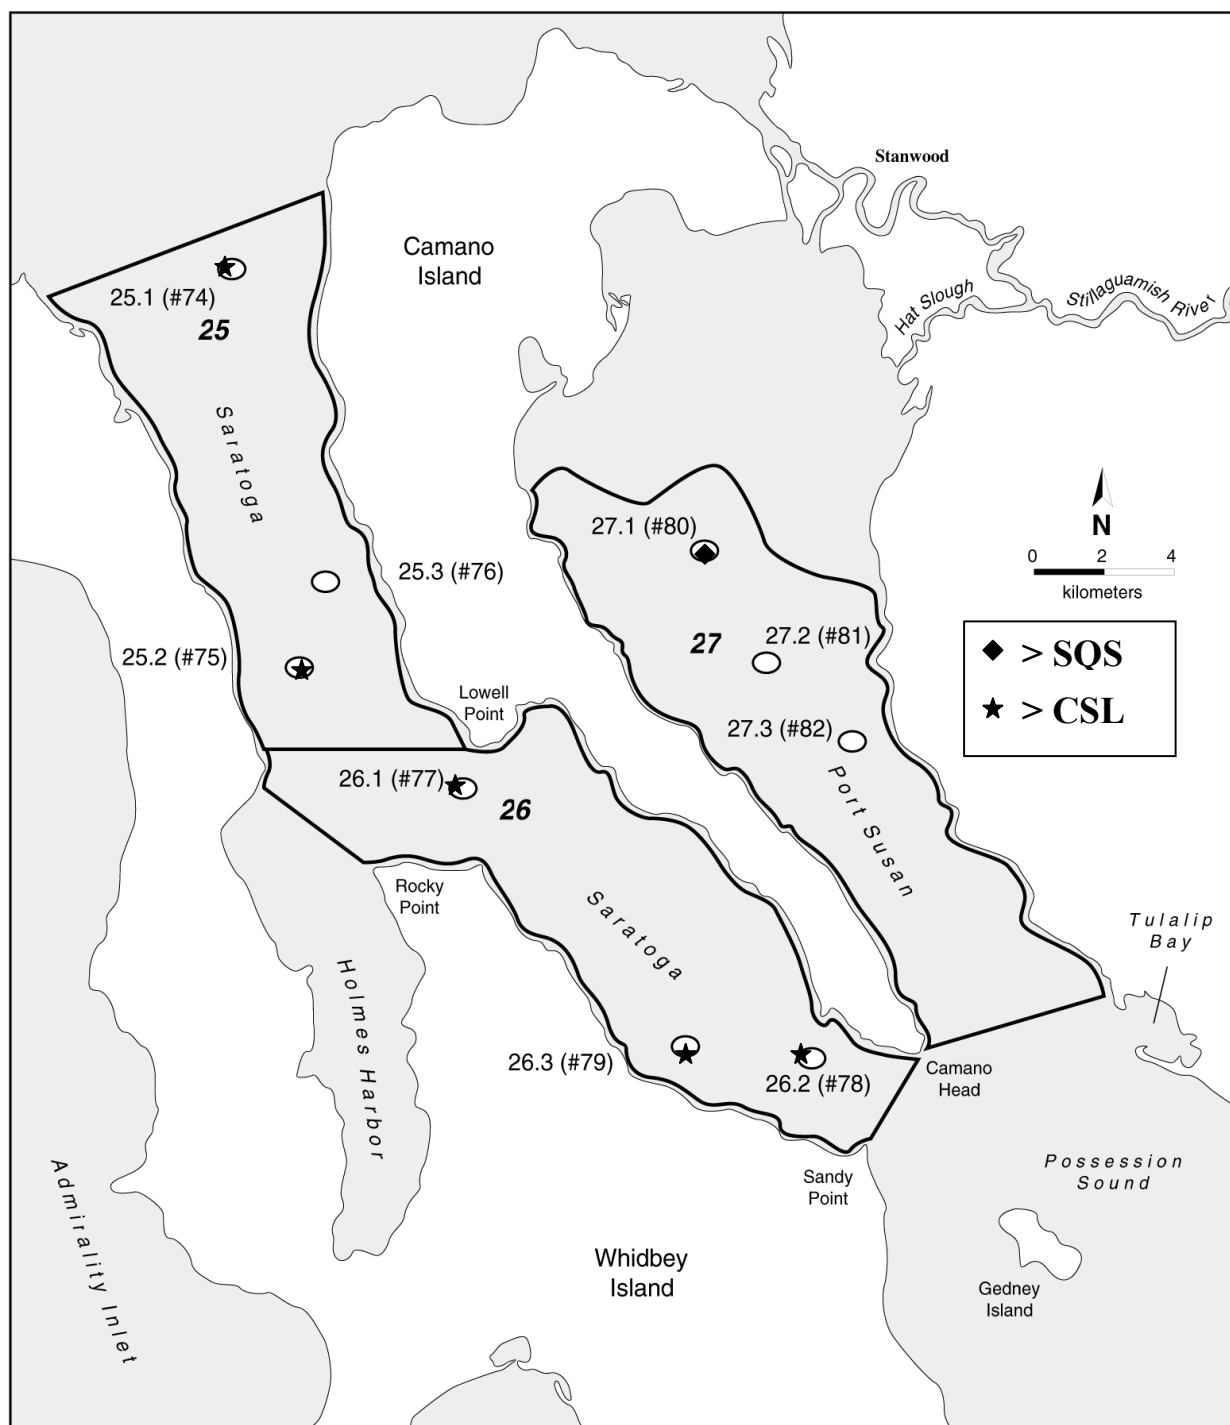 Stanwood
Camano
Island
Hat Slough
Stillaguamish River
25.1 (#74)
25
Saratoga
27.1 (#80)
N
0 2 4
kilometers
25.3 (#76)
27.2 (#81)
27
> SQS
> CSL
25.2 (#75)
Lowell
Point
27.3 (#82)
26.1 (#77)
26
Port Susan
Rocky
Point
Saratoga
Tulalip
Bay
Holmes Harbor
26.3 (#79)
26.2 (#78)
Camano
Head
Sandy
Point
Possession
Sound
Admirality Inlet
Whidbey
Island
Gedney
Island